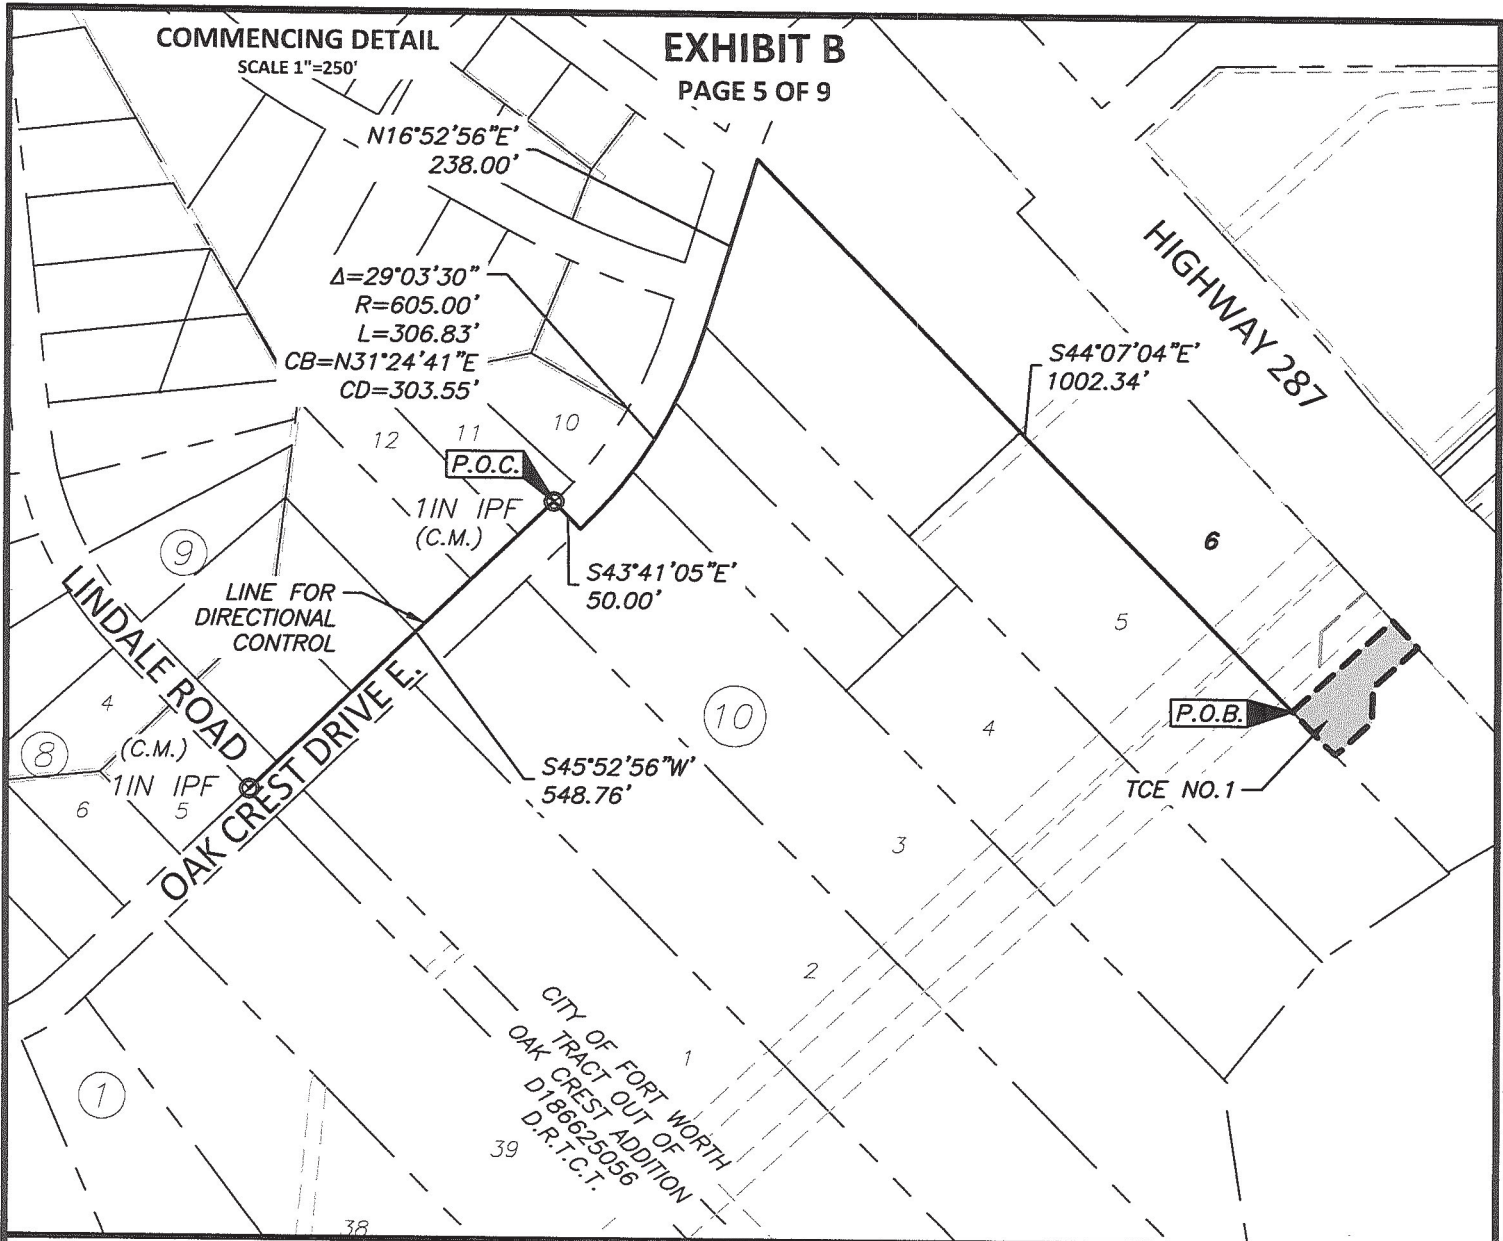 COMMENCING DETAIL
SCALE 1"=250'
EXHIBIT B
PAGE 5 OF 9
N16°52'56"E'
238.00'
Δ=29°03'30"
R=605.00'
L=306.83'
CB=N31°24'41"E
CD=303.55'
HIGHWAY 287
S44°07'04"E'
1002.34'
12
11
10
P.O.C.
1IN IPF
(C.M.)
9
S43°41'05"E'
50.00'
LINE FOR
DIRECTIONAL
CONTROL
LINDALE ROAD
OAK CREST DRIVE E.
6
5
4
10
P.O.B.
TCE NO.1
4
8
(C.M.)
1IN IPF
6
5
S45°52'56"W'
548.76'
3
2
1
CITY OF FORT WORTH
TRACT OUT OF
OAK CREST ADDITION
D186625056
D.R.T.C.T.
1
39
38